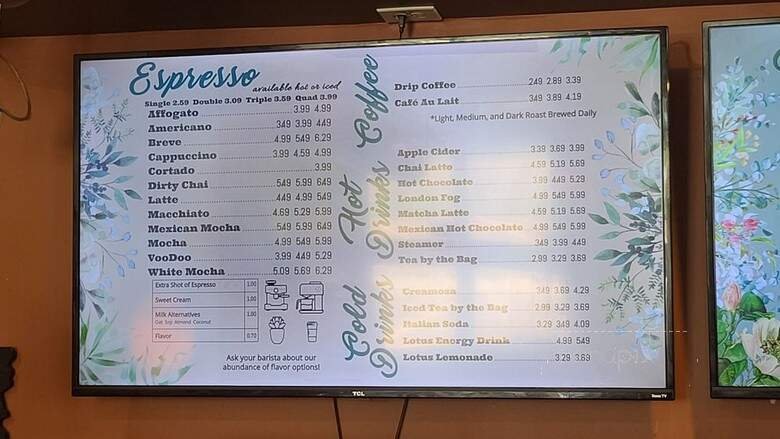 Espresso available hot or iced
Single 2.59 Double 3.09 Triple 3.59 Quad 3.99
Affogato 3.99 4.99
Americano 3.49 3.99 4.49
Breve 4.99 5.49 6.29
Cappuccino 3.99 4.59 4.99
Cortado 3.99
Dirty Chai 5.49 5.99 6.49
Latte 4.49 4.99 5.49
Macchiato 4.69 5.29 5.99
Mexican Mocha 5.49 5.99 6.49
Mocha 4.99 5.49 5.99
VooDoo 3.99 4.49 5.29
White Mocha 5.09 5.69 6.29
Extra Shot of Espresso 1.00
Sweet Cream 1.00
Milk Alternatives 1.00
Oat Soy Almond Coconut
Flavor 0.70
Ask your barista about our
abundance of flavor options!
Coffee
Drip Coffee 2.49 2.89 3.39
Café Au Lait 3.49 3.89 4.19
*Light, Medium, and Dark Roast Brewed Daily
Hot
Drinks
Apple Cider 3.39 3.69 3.99
Chai Latte 4.59 5.19 5.69
Hot Chocolate 3.99 4.49 5.29
London Fog 4.99 5.49 5.99
Matcha Latte 4.59 5.19 5.69
Mexican Hot Chocolate 4.99 5.49 5.99
Steamer 3.49 3.99 4.49
Tea by the Bag 2.99 3.29 3.69
Cold
Drinks
Creamosa 3.49 3.69 4.29
Iced Tea by the Bag 2.99 3.29 3.69
Italian Soda 3.29 3.49 4.09
Lotus Energy Drink 4.99 5.49
Lotus Lemonade 3.29 3.69
TCL
Roku TV